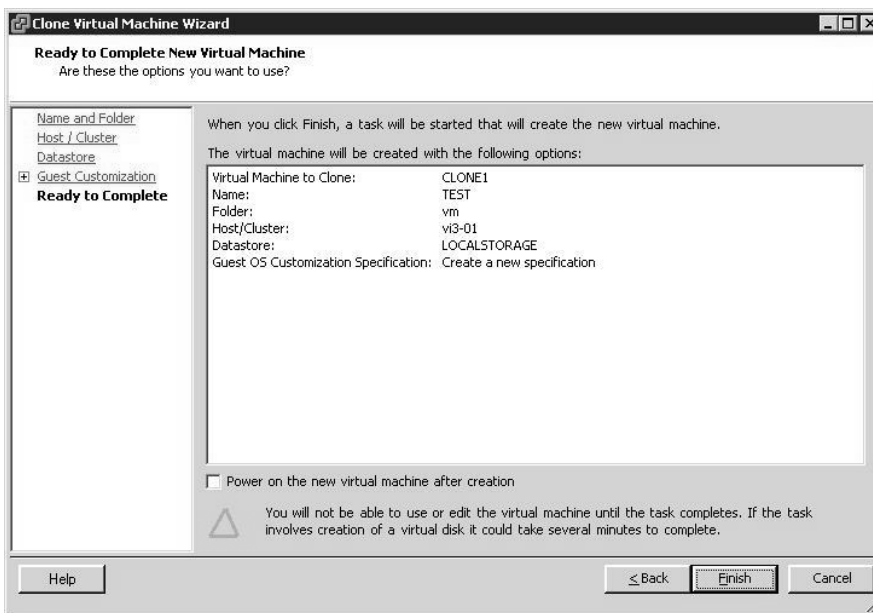 Clone Virtual Machine Wizard
Ready to Complete New Virtual Machine
Are these the options you want to use?
Name and Folder
Host / Cluster
Datastore
Guest Customization
Ready to Complete
When you click Finish, a task will be started that will create the new virtual machine.
The virtual machine will be created with the following options:
Virtual Machine to Clone: CLONE1
Name: TEST
Folder: vm
Host/Cluster: vi3-01
Datastore: LOCALSTORAGE
Guest OS Customization Specification: Create a new specification
Power on the new virtual machine after creation
You will not be able to use or edit the virtual machine until the task completes. If the task
involves creation of a virtual disk it could take several minutes to complete.
Help
< Back
Finish
Cancel